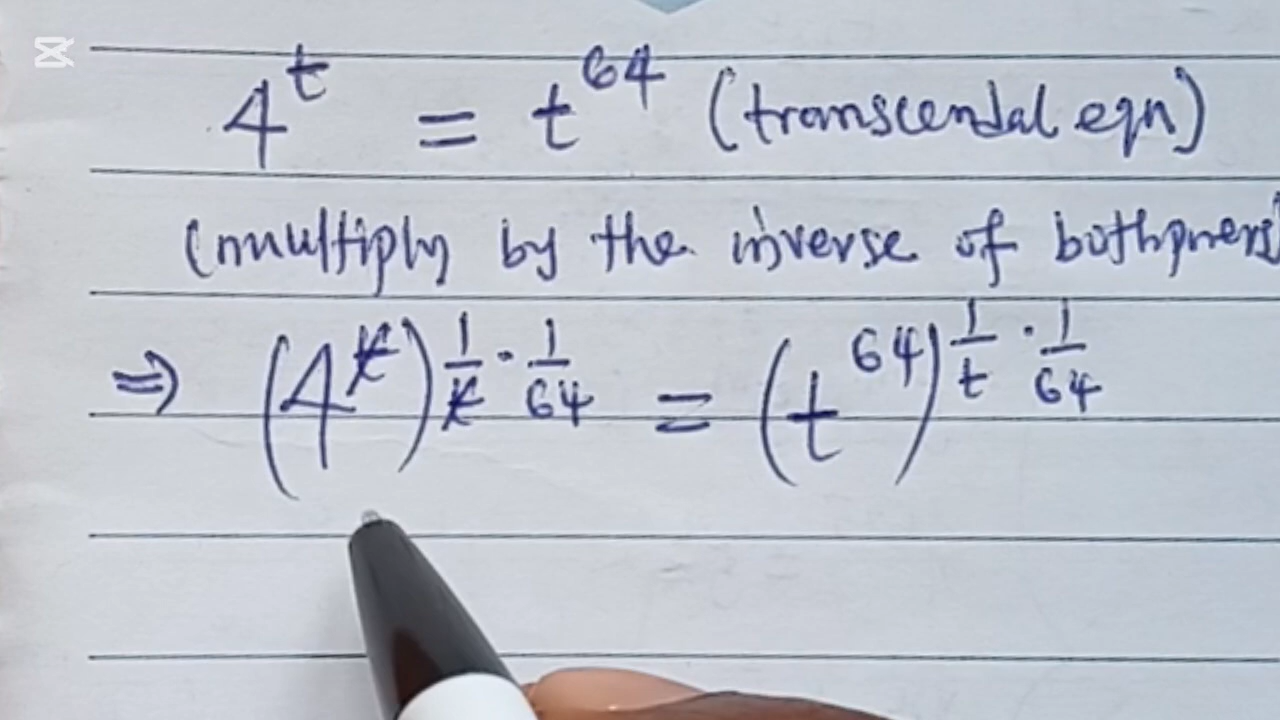 4^t = t^64 (transcendal eqn)
(multiply by the inverse of both
⇒ (4^t)^(1/t · 1/64) = (t^64)^(1/t · 1/64)